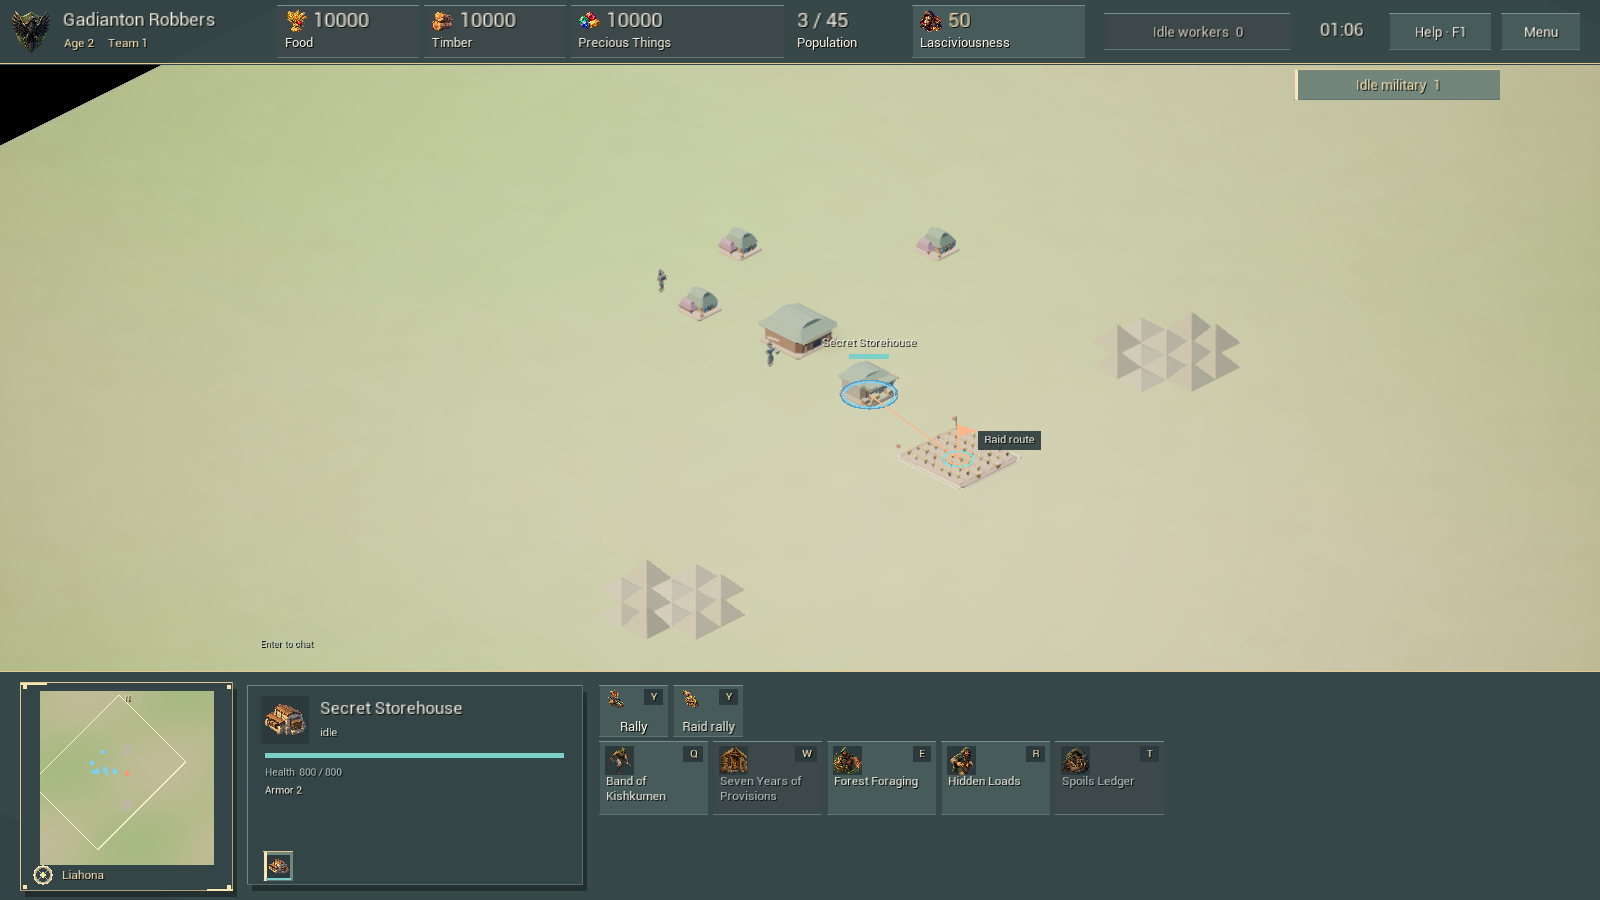 Gadianton Robbers
Age 2 Team 1
10000
Food
10000
Timber
10000
Precious Things
3 / 45
Population
50
Lasciviousness
Idle workers 0
01:06
Help · F1
Menu
Idle military 1
Secret Storehouse
Raid route
Enter to chat
N
Liahona
Secret Storehouse
idle
Health 800 / 800
Armor 2
Y
Rally
Y
Raid rally
Q
Band of
Kishkumen
W
Seven Years of
Provisions
E
Forest Foraging
R
Hidden Loads
T
Spoils Ledger